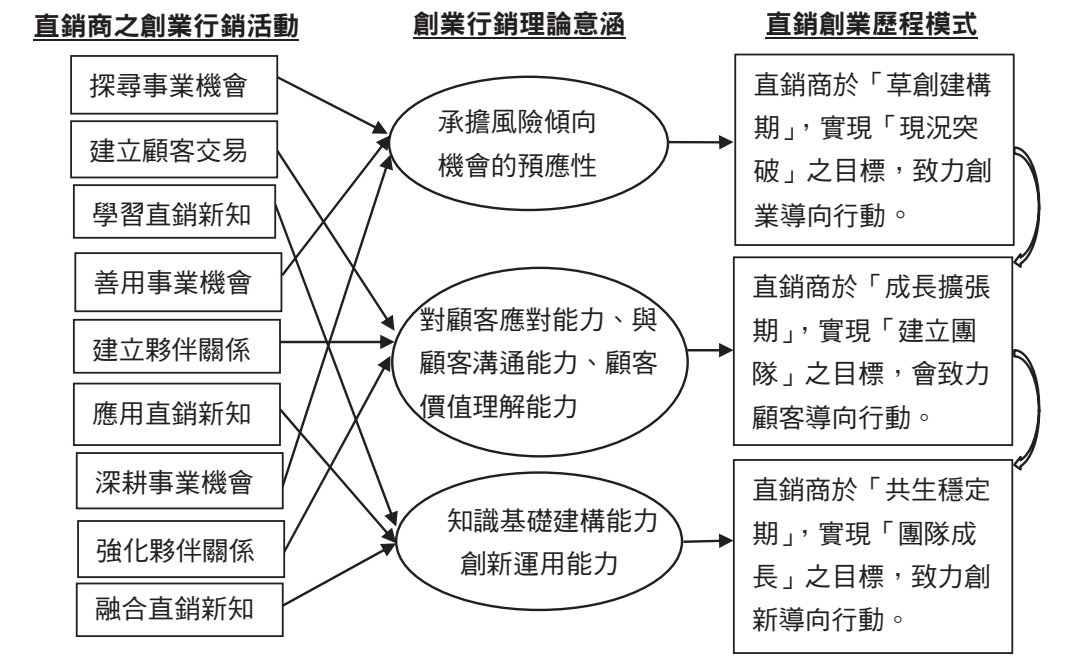 直銷商之創業行銷活動
創業行銷理論意涵
直銷創業歷程模式
探尋事業機會
建立顧客交易
學習直銷新知
善用事業機會
建立夥伴關係
應用直銷新知
深耕事業機會
強化夥伴關係
融合直銷新知
承擔風險傾向
機會的預應性
對顧客應對能力、與
顧客溝通能力、顧客
價值理解能力
知識基礎建構能力
創新運用能力
直銷商於「草創建構
期」,實現「現況突
破」之目標,致力創
業導向行動。
直銷商於「成長擴張
期」,實現「建立團
隊」之目標,會致力
顧客導向行動。
直銷商於「共生穩定
期」,實現「團隊成
長」之目標,致力創
新導向行動。